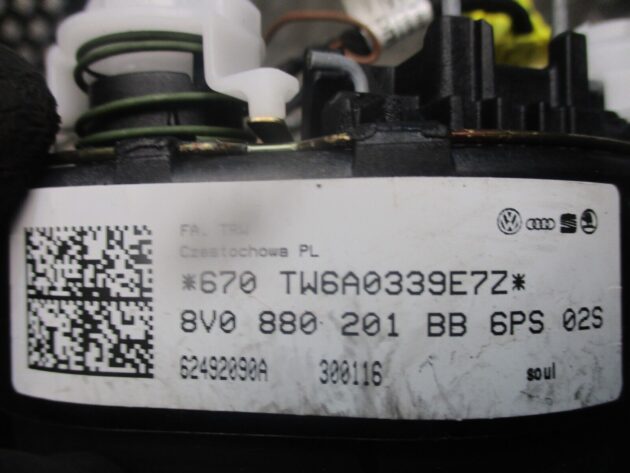 FA. TRW
Czestochowa PL
*670 TW6A0339E7Z*
8V0 880 201 BB 6PS 02S
62492090A 300116 soul